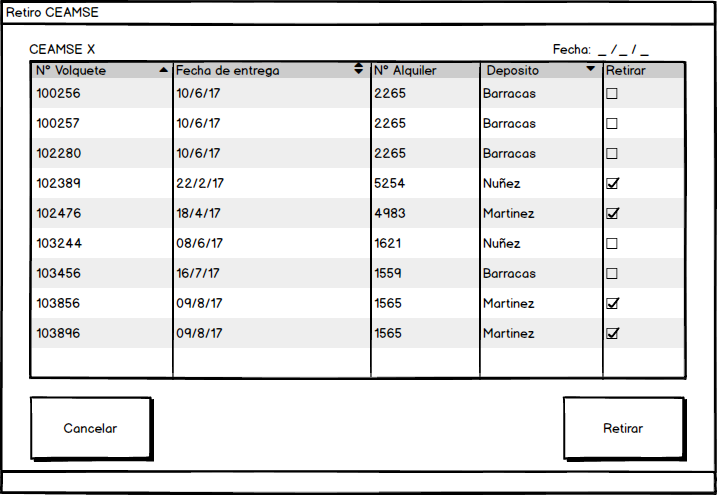 Retiro CEAMSE
CEAMSE X Fecha: _ / _ / _
Nº Volquete Fecha de entrega Nº Alquiler Deposito Retirar
100256 10/6/17 2265 Barracas
100257 10/6/17 2265 Barracas
102280 10/6/17 2265 Barracas
102389 22/2/17 5254 Nuñez
102476 18/4/17 4983 Martinez
103244 08/6/17 1621 Nuñez
103456 16/7/17 1559 Barracas
103856 09/8/17 1565 Martinez
103896 09/8/17 1565 Martinez
Cancelar Retirar